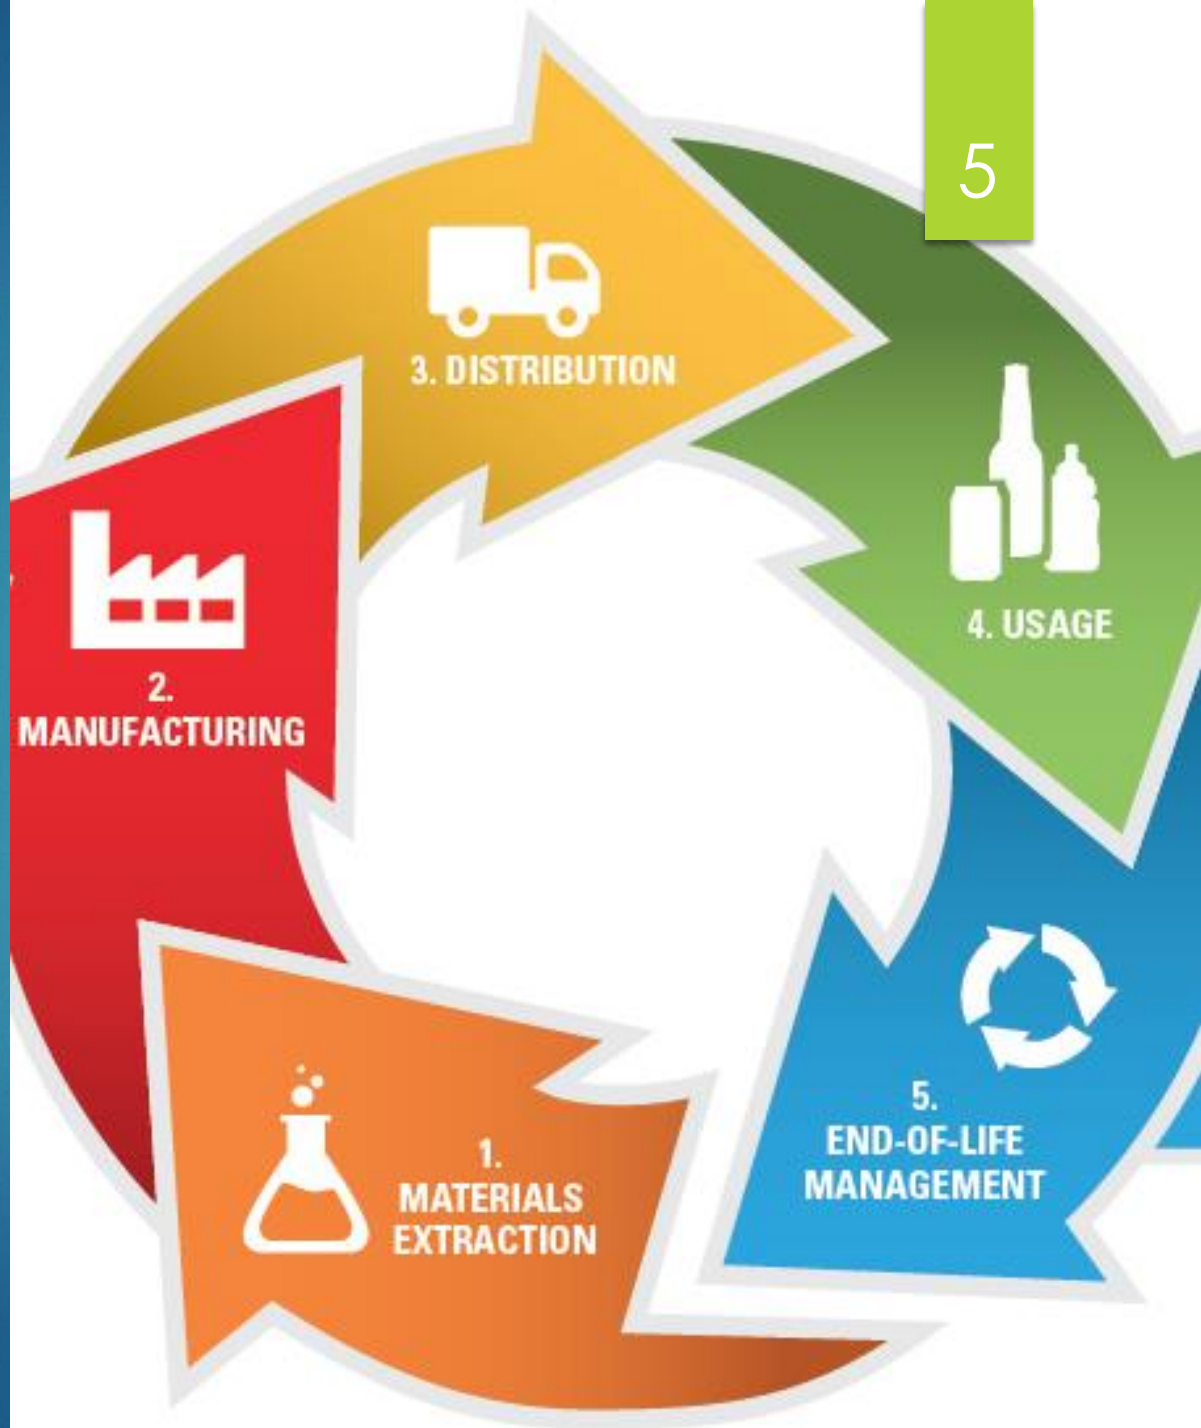 5
3. DISTRIBUTION
4. USAGE
2.
MANUFACTURING
5.
END-OF-LIFE
MANAGEMENT
1.
MATERIALS
EXTRACTION